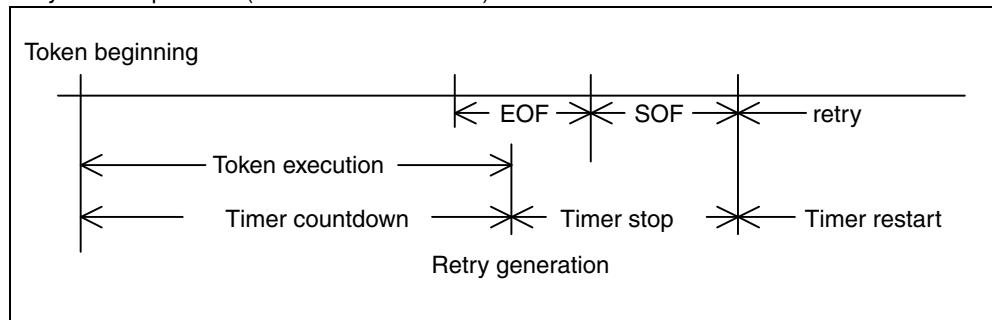 Token beginning
EOF SOF retry
Token execution
Timer countdown Timer stop Timer restart
Retry generation